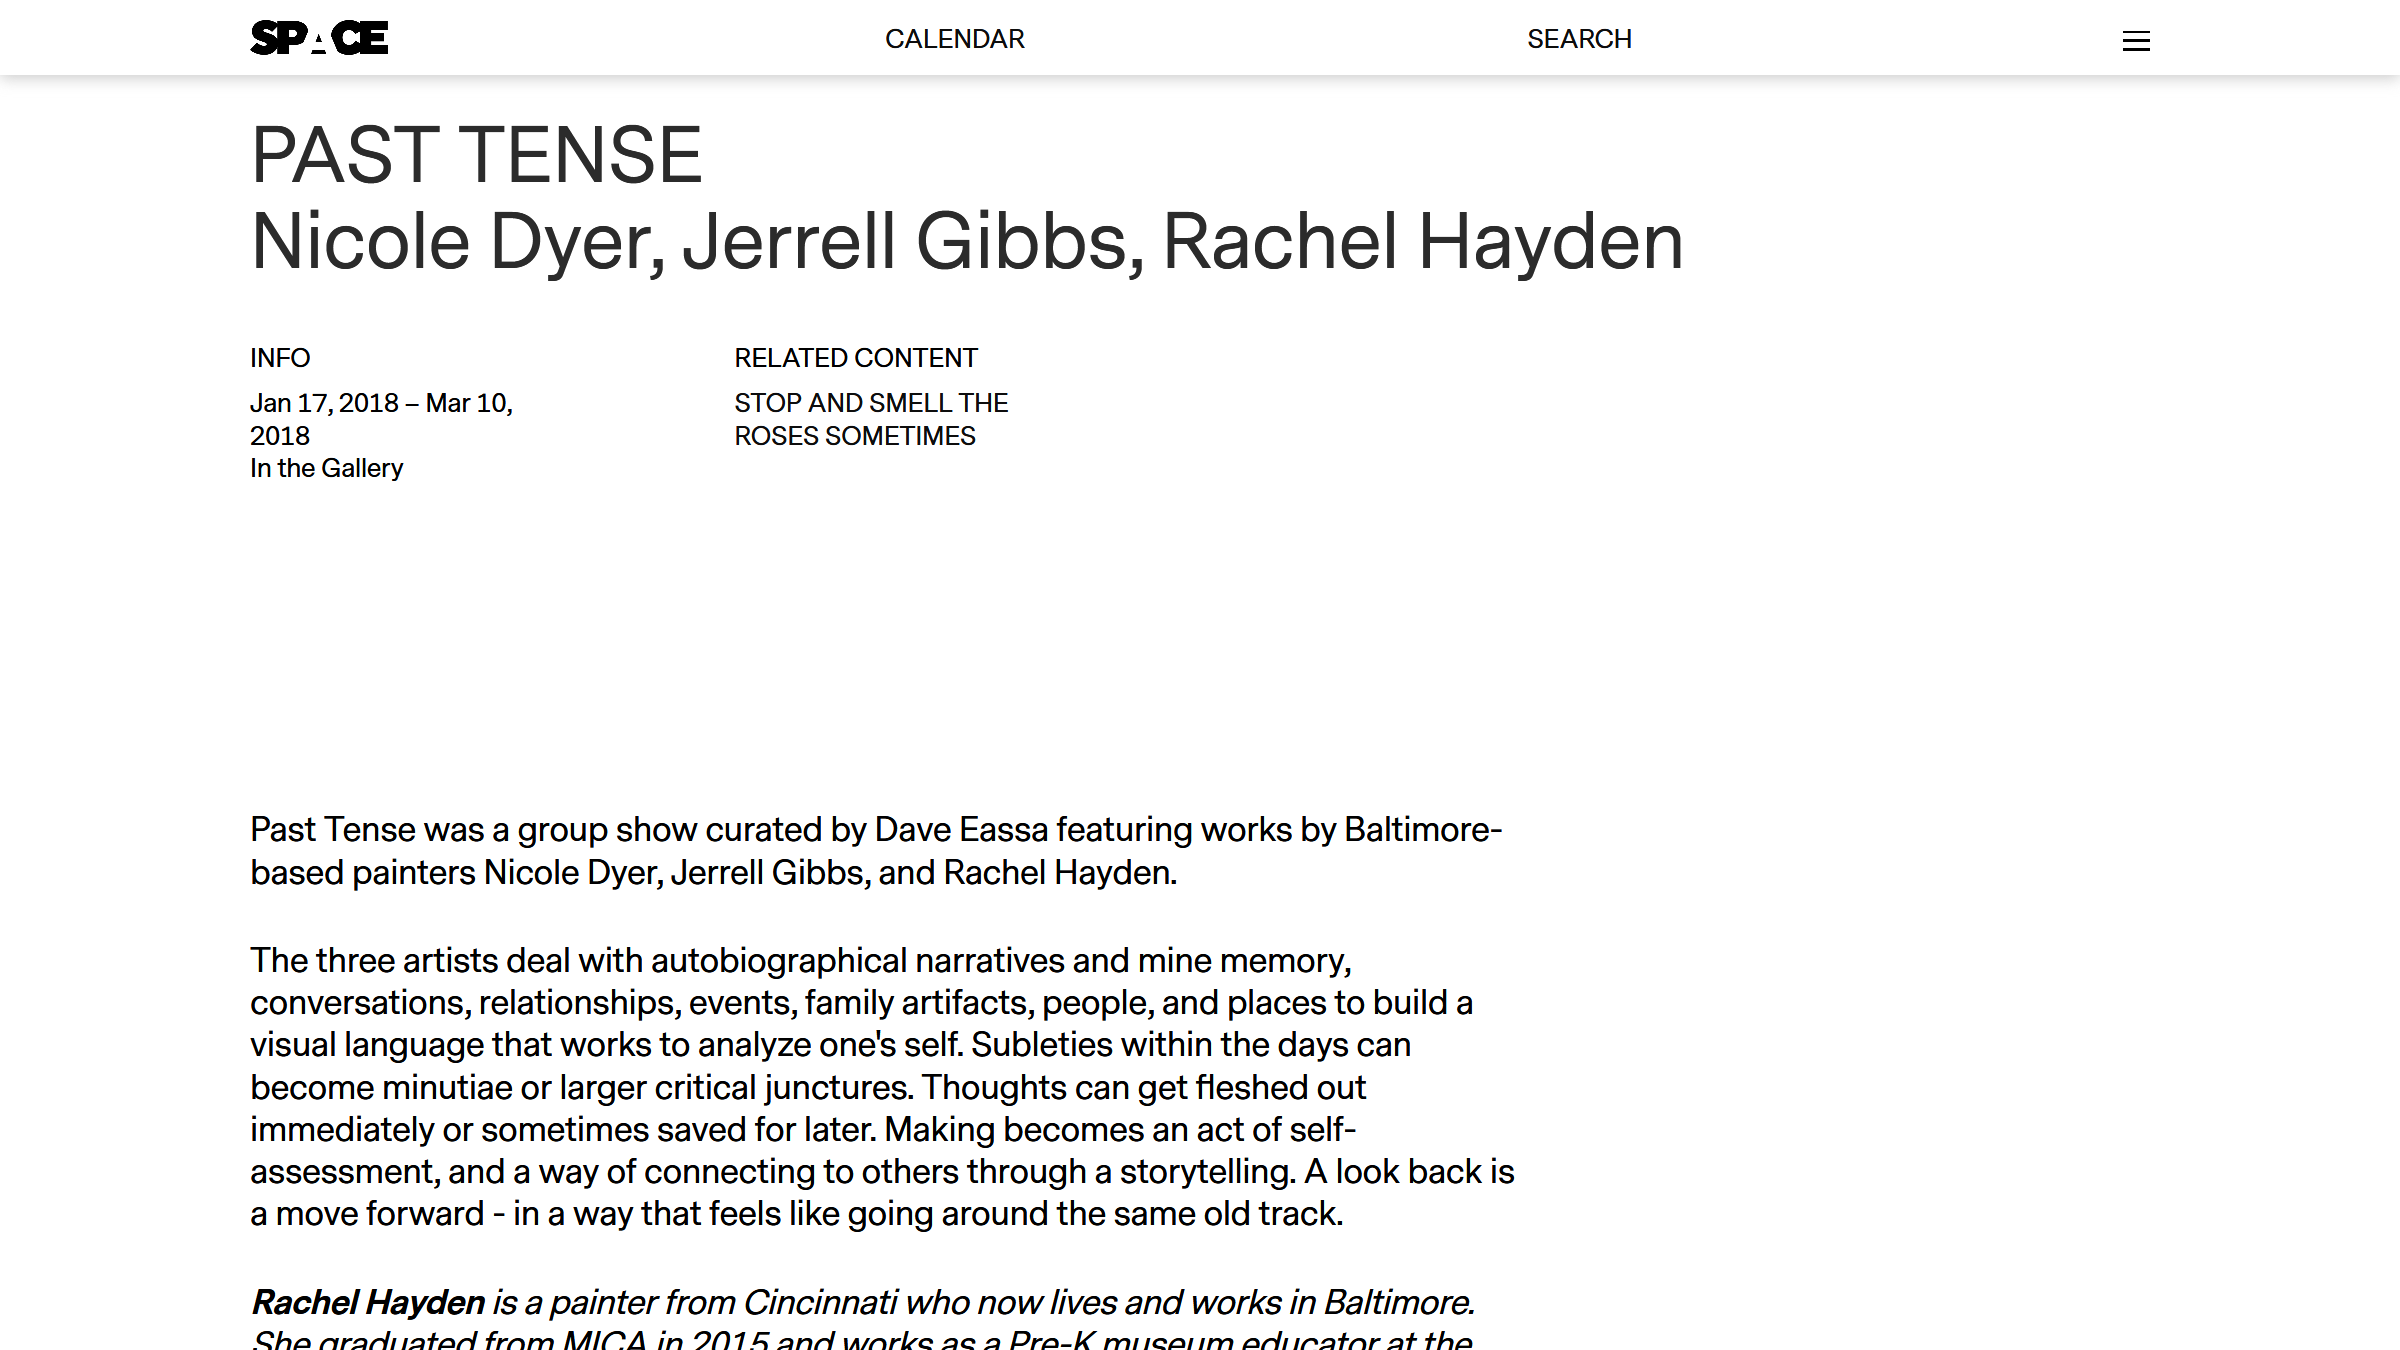 SPACE
CALENDAR
SEARCH
PAST TENSE
Nicole Dyer, Jerrell Gibbs, Rachel Hayden
INFO
Jan 17, 2018 – Mar 10,
2018
In the Gallery
RELATED CONTENT
STOP AND SMELL THE
ROSES SOMETIMES
Past Tense was a group show curated by Dave Eassa featuring works by Baltimore-
based painters Nicole Dyer, Jerrell Gibbs, and Rachel Hayden.
The three artists deal with autobiographical narratives and mine memory,
conversations, relationships, events, family artifacts, people, and places to build a
visual language that works to analyze one's self. Subleties within the days can
become minutiae or larger critical junctures. Thoughts can get fleshed out
immediately or sometimes saved for later. Making becomes an act of self-
assessment, and a way of connecting to others through a storytelling. A look back is
a move forward - in a way that feels like going around the same old track.
Rachel Hayden is a painter from Cincinnati who now lives and works in Baltimore.
She graduated from MICA in 2015 and works as a Pre-K museum educator at the